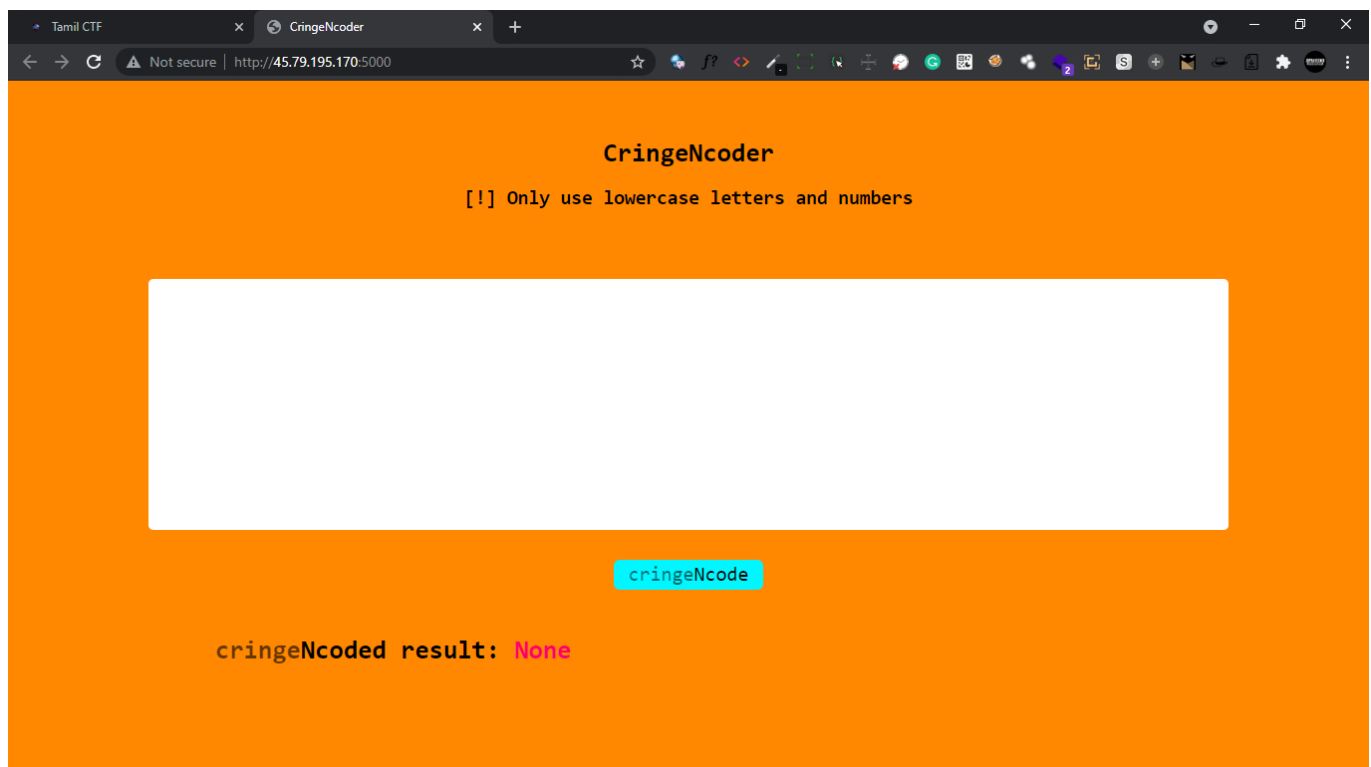 Tamil CTF
CringeNcoder
Not secure | http://45.79.195.170:5000
f?
G
2
S
CringeNcoder
[!] Only use lowercase letters and numbers
cringeNcode
cringeNcoded result: None